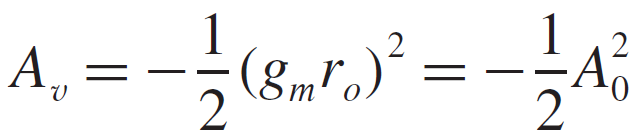 A_v = -\frac{1}{2}(g_m r_o)^2 = -\frac{1}{2}A_0^2